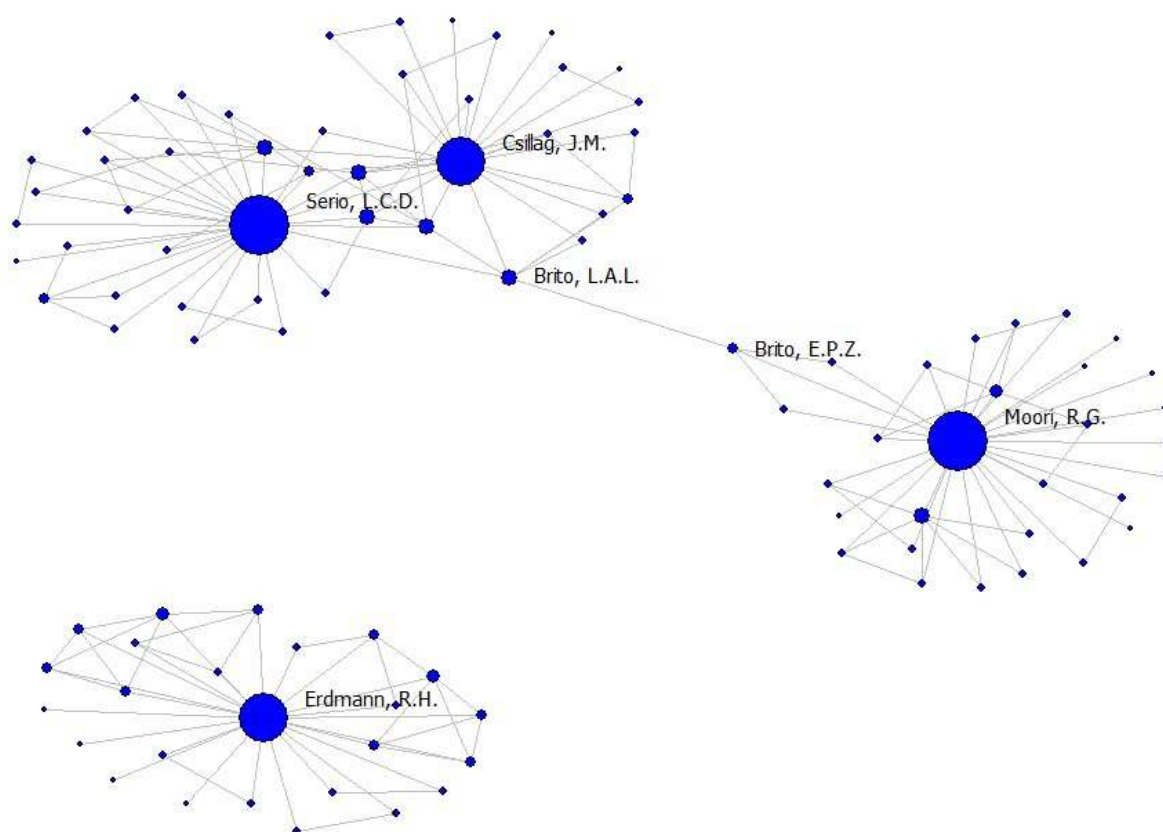 Csillag, J.M.
Serio, L.C.D.
Brito, L.A.L.
Brito, E.P.Z.
Moori, R.G.
Erdmann, R.H.